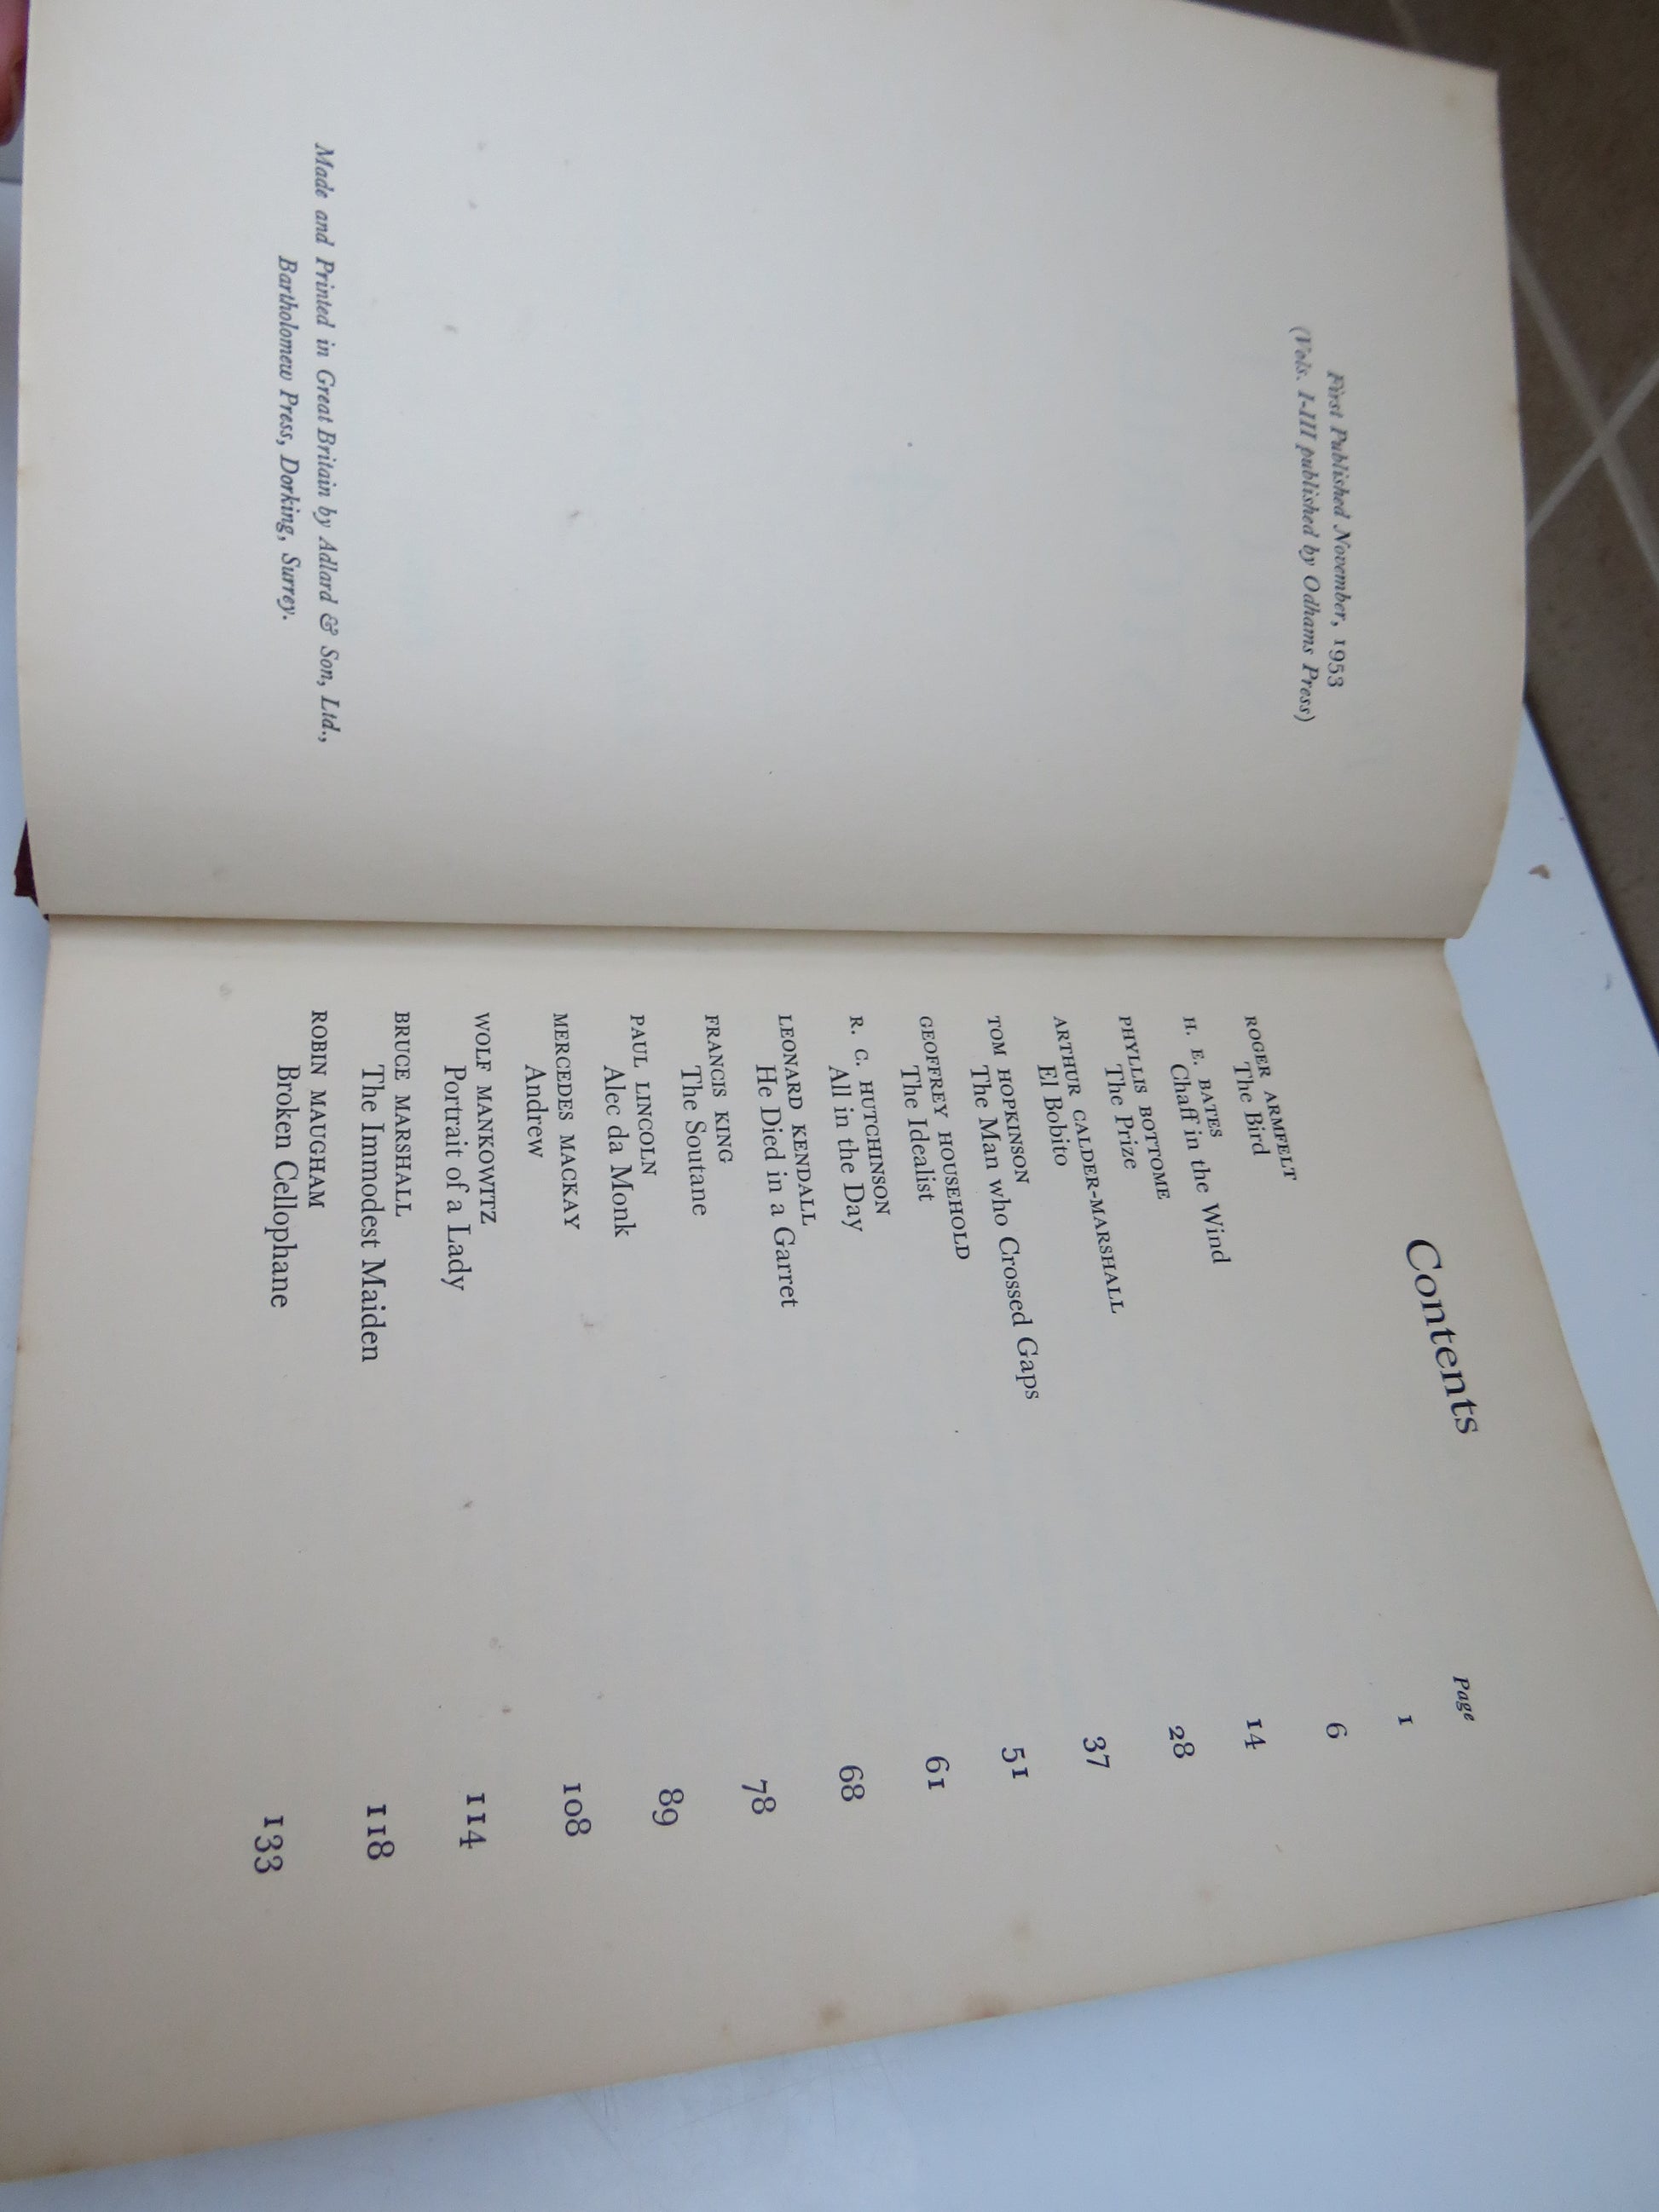 First Published November, 1953
(Vols. I-III published by Odhams Press)
Made and Printed in Great Britain by Adlard & Son, Ltd.,
Bartholomew Press, Dorking, Surrey.
Contents
Page
ROGER ARMFELT
The Bird 1
H. E. BATES
Chaff in the Wind 6
PHYLLIS BOTTOME
The Prize 14
ARTHUR CALDER-MARSHALL
El Bobito 28
TOM HOPKINSON
The Man who Crossed Gaps 37
GEOFFREY HOUSEHOLD
The Idealist 51
R. C. HUTCHINSON
All in the Day 61
LEONARD KENDALL
He Died in a Garret 68
FRANCIS KING
The Soutane 78
PAUL LINCOLN
Alec da Monk 89
MERCEDES MACKAY
Andrew 108
WOLF MANKOWITZ
Portrait of a Lady 114
BRUCE MARSHALL
The Immodest Maiden 118
ROBIN MAUGHAM
Broken Cellophane 133